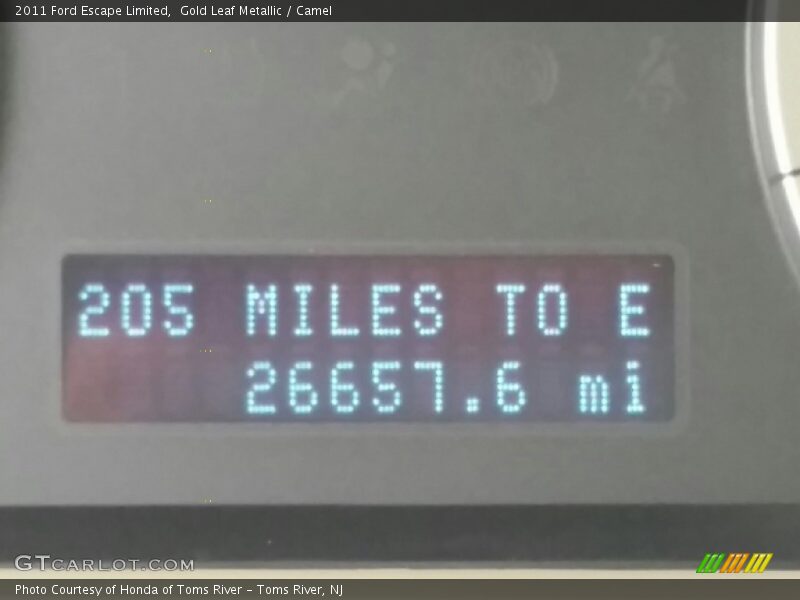 2011 Ford Escape Limited,  Gold Leaf Metallic / Camel
205 MILES TO E
26657.6 mi
GTCARLOT.COM
Photo Courtesy of Honda of Toms River – Toms River, NJ